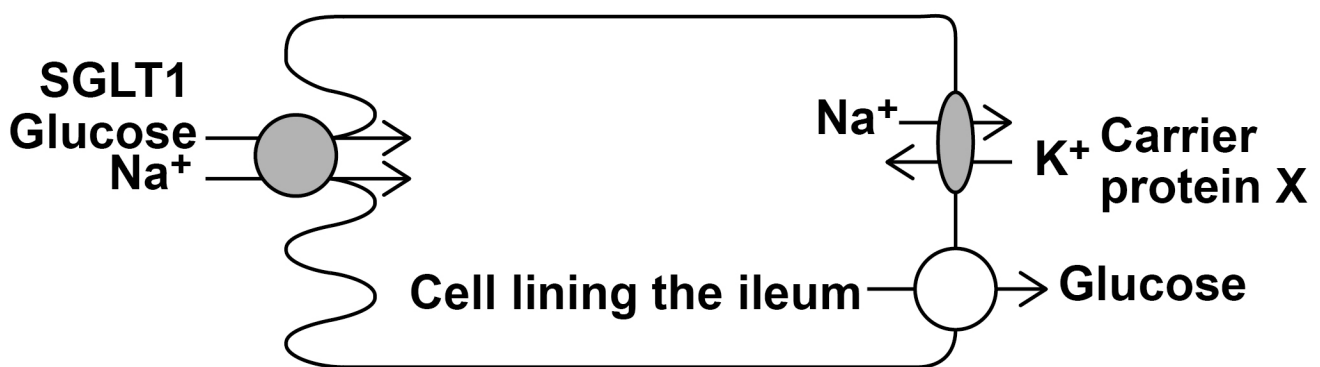 SGLT1
Glucose
Na⁺
Na⁺
K⁺
Carrier
protein X
Cell lining the ileum
Glucose